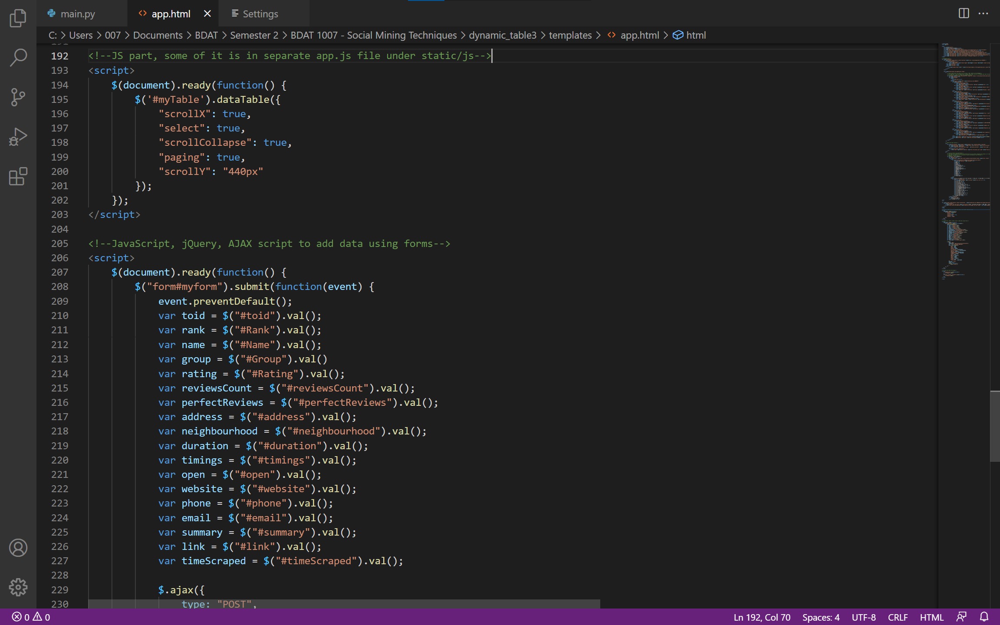 main.py
app.html
Settings
C: > Users > 007 > Documents > BDAT > Semester 2 > BDAT 1007 - Social Mining Techniques > dynamic_table3 > templates > app.html > html
192 <!--JS part, some of it is in separate app.js file under static/js-->
193 <script>
194     $(document).ready(function() {
195         $('#myTable').dataTable({
196             "scrollX": true,
197             "select": true,
198             "scrollCollapse": true,
199             "paging": true,
200             "scrollY": "440px"
201         });
202     });
203 </script>
204
205 <!--JavaScript, jQuery, AJAX script to add data using forms-->
206 <script>
207     $(document).ready(function() {
208         $("form#myform").submit(function(event) {
209             event.preventDefault();
210             var toid = $("#toid").val();
211             var rank = $("#Rank").val();
212             var name = $("#Name").val();
213             var group = $("#Group").val()
214             var rating = $("#Rating").val();
215             var reviewsCount = $("#reviewsCount").val();
216             var perfectReviews = $("#perfectReviews").val();
217             var address = $("#address").val();
218             var neighbourhood = $("#neighbourhood").val();
219             var duration = $("#duration").val();
220             var timings = $("#timings").val();
221             var open = $("#open").val();
222             var website = $("#website").val();
223             var phone = $("#phone").val();
224             var email = $("#email").val();
225             var summary = $("#summary").val();
226             var link = $("#link").val();
227             var timeScraped = $("#timeScraped").val();
228
229             $.ajax({
230                 type: "POST",
0 0 Ln 192, Col 70 Spaces: 4 UTF-8 CRLF HTML